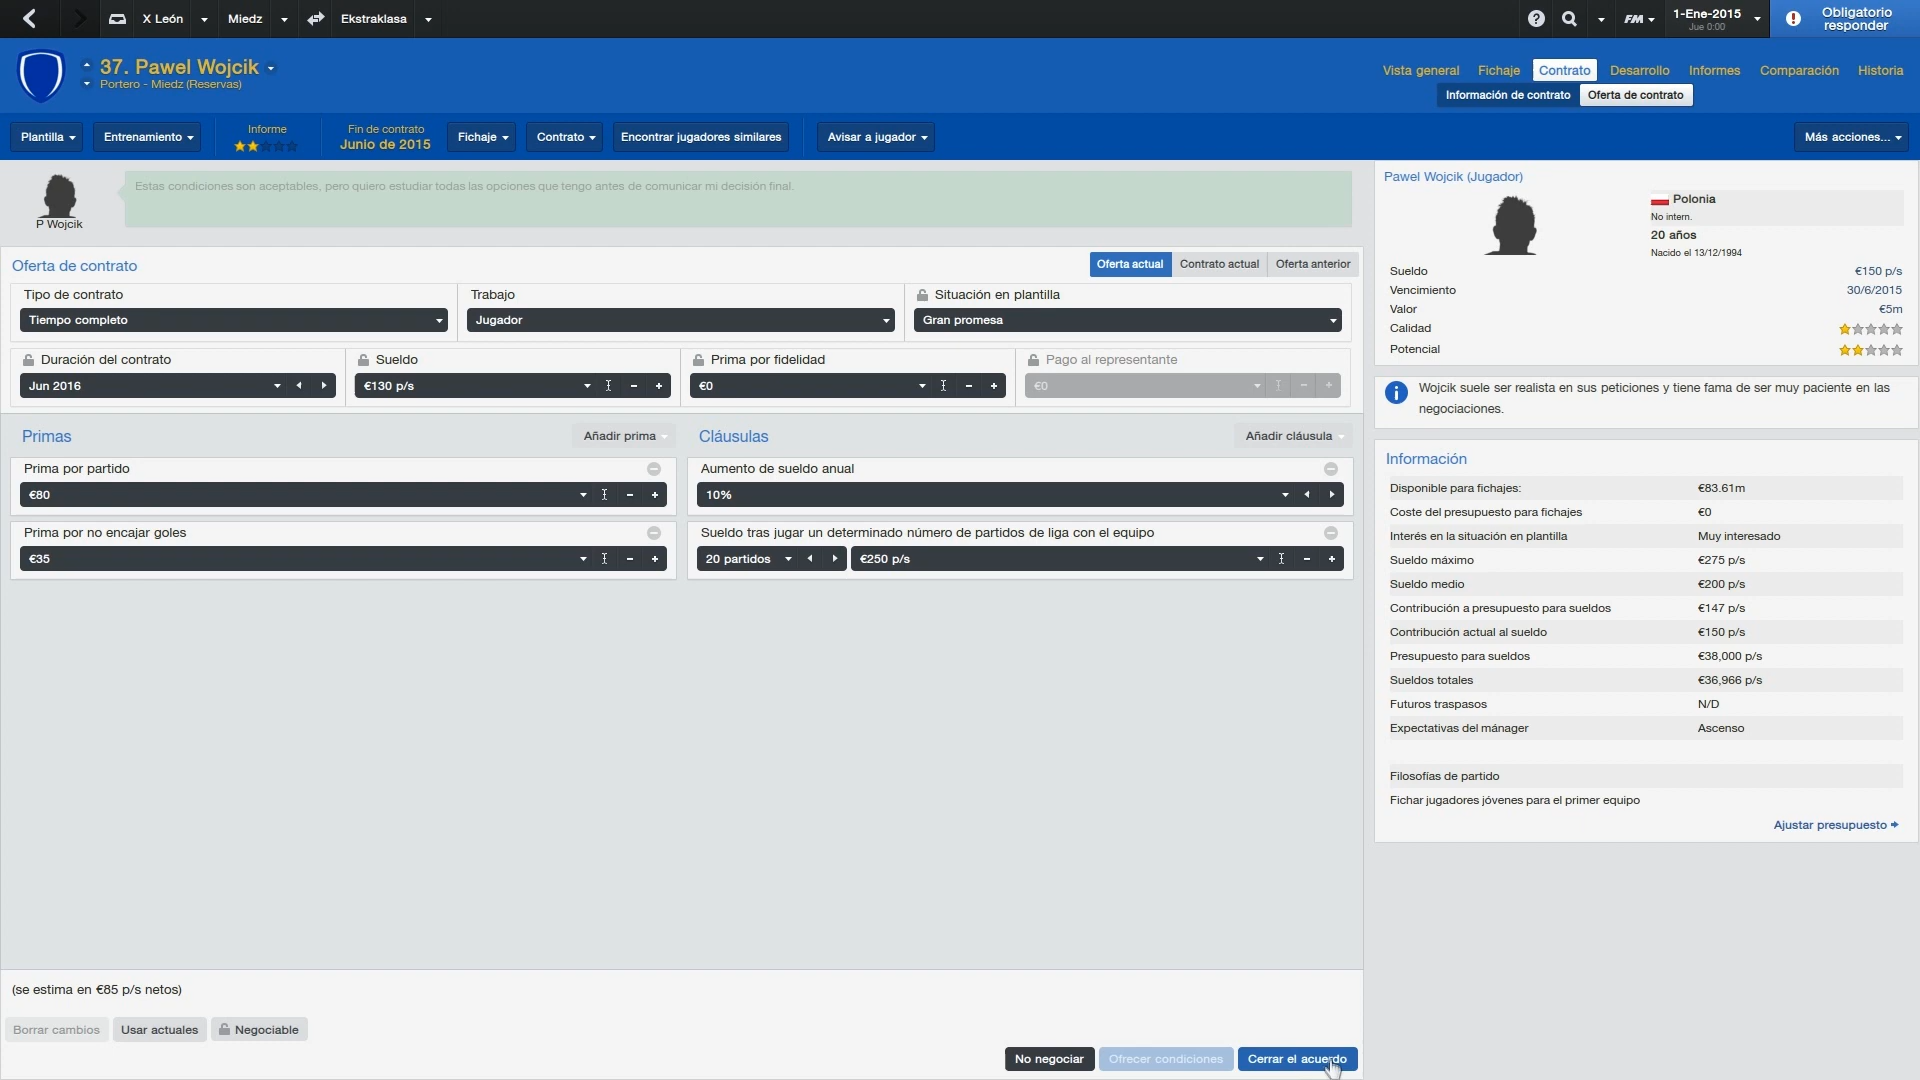 X León
Miedz
Ekstraklasa
FM
1-Ene-2015
Jue 0:00
Obligatorio
responder
37. Pawel Wojcik
Portero - Miedz (Reservas)
Vista general
Fichaje
Contrato
Desarrollo
Informes
Comparación
Historia
Información de contrato
Oferta de contrato
Plantilla
Entrenamiento
Informe
Fin de contrato
Junio de 2015
Fichaje
Contrato
Encontrar jugadores similares
Avisar a jugador
Más acciones...
P Wojcik
Estas condiciones son aceptables, pero quiero estudiar todas las opciones que tengo antes de comunicar mi decisión final.
Oferta de contrato
Oferta actual
Contrato actual
Oferta anterior
Tipo de contrato
Tiempo completo
Trabajo
Jugador
Situación en plantilla
Gran promesa
Duración del contrato
Jun 2016
Sueldo
€130 p/s
Prima por fidelidad
€0
Pago al representante
€0
Primas
Añadir prima
Prima por partido
€80
Prima por no encajar goles
€35
Cláusulas
Añadir cláusula
Aumento de sueldo anual
10%
Sueldo tras jugar un determinado número de partidos de liga con el equipo
20 partidos
€250 p/s
(se estima en €85 p/s netos)
Borrar cambios
Usar actuales
Negociable
No negociar
Ofrecer condiciones
Cerrar el acuerdo
Pawel Wojcik (Jugador)
Polonia
No intern.
20 años
Nacido el 13/12/1994
Sueldo €150 p/s
Vencimiento 30/6/2015
Valor €5m
Calidad
Potencial
Wojcik suele ser realista en sus peticiones y tiene fama de ser muy paciente en las
negociaciones.
Información
Disponible para fichajes: €83.61m
Coste del presupuesto para fichajes €0
Interés en la situación en plantilla Muy interesado
Sueldo máximo €275 p/s
Sueldo medio €200 p/s
Contribución a presupuesto para sueldos €147 p/s
Contribución actual al sueldo €150 p/s
Presupuesto para sueldos €38,000 p/s
Sueldos totales €36,966 p/s
Futuros traspasos N/D
Expectativas del mánager Ascenso
Filosofías de partido
Fichar jugadores jóvenes para el primer equipo
Ajustar presupuesto